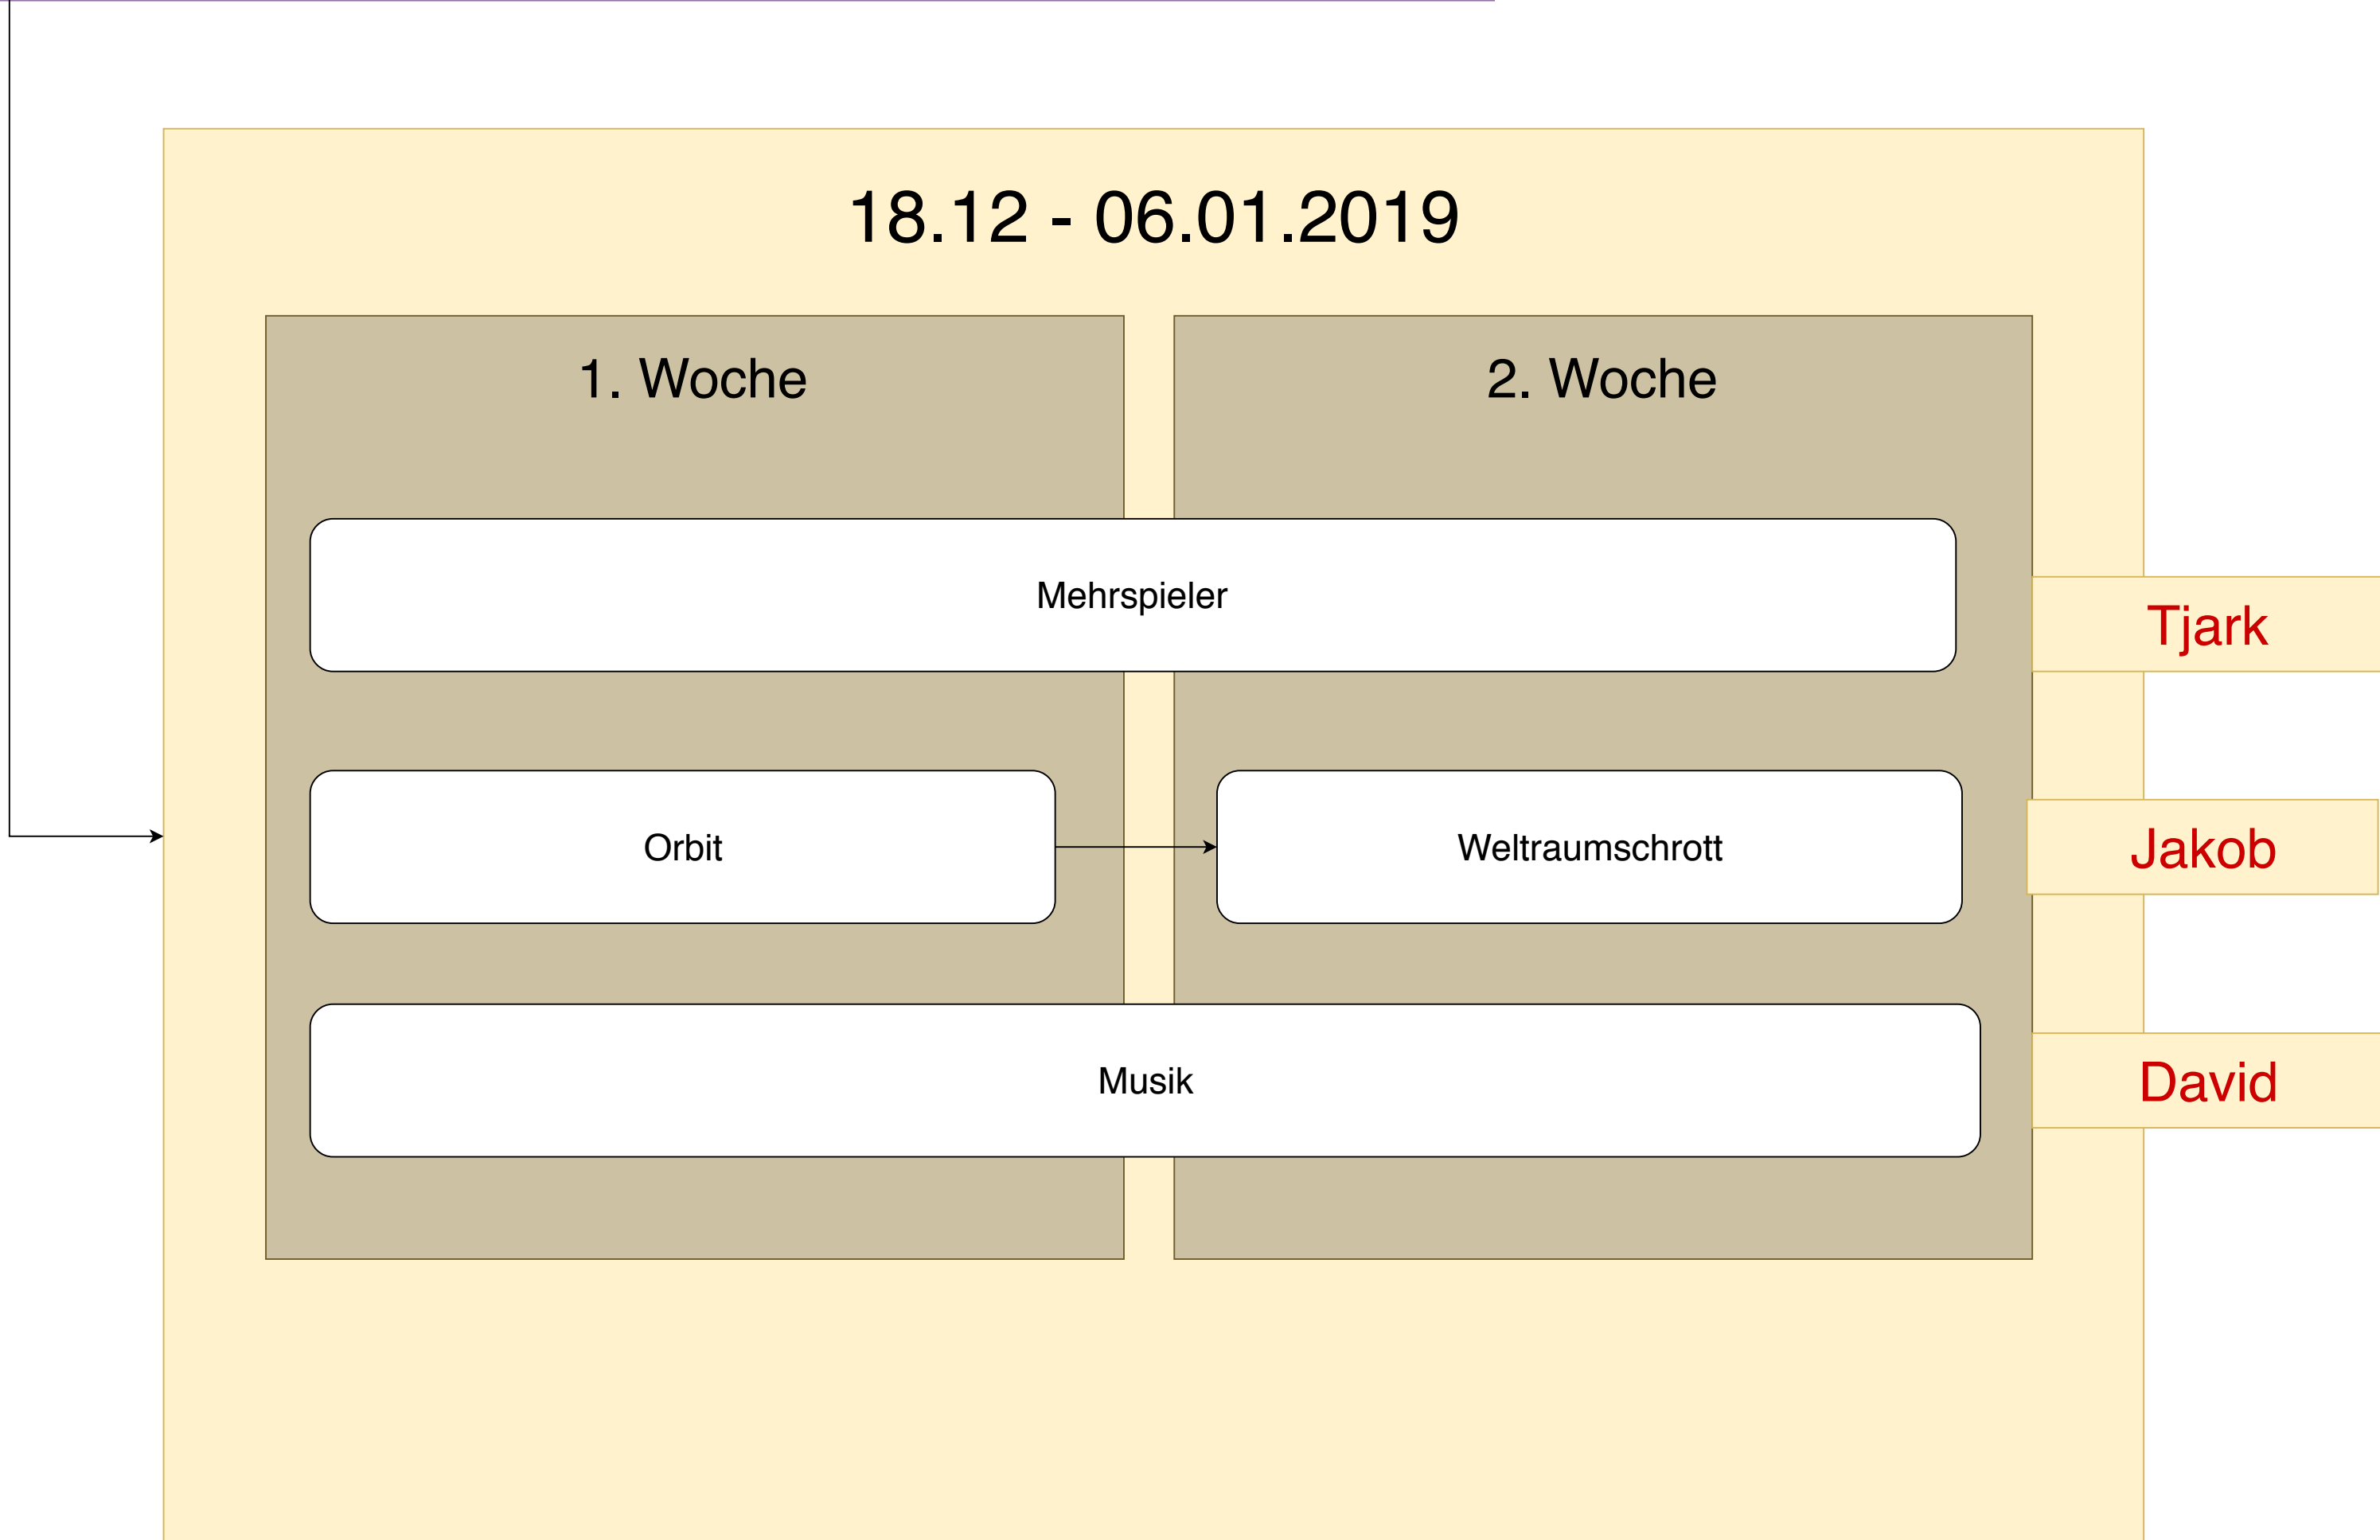 18.12 - 06.01.2019
1. Woche
2. Woche
Mehrspieler
Tjark
Orbit
Weltraumschrott
Jakob
Musik
David